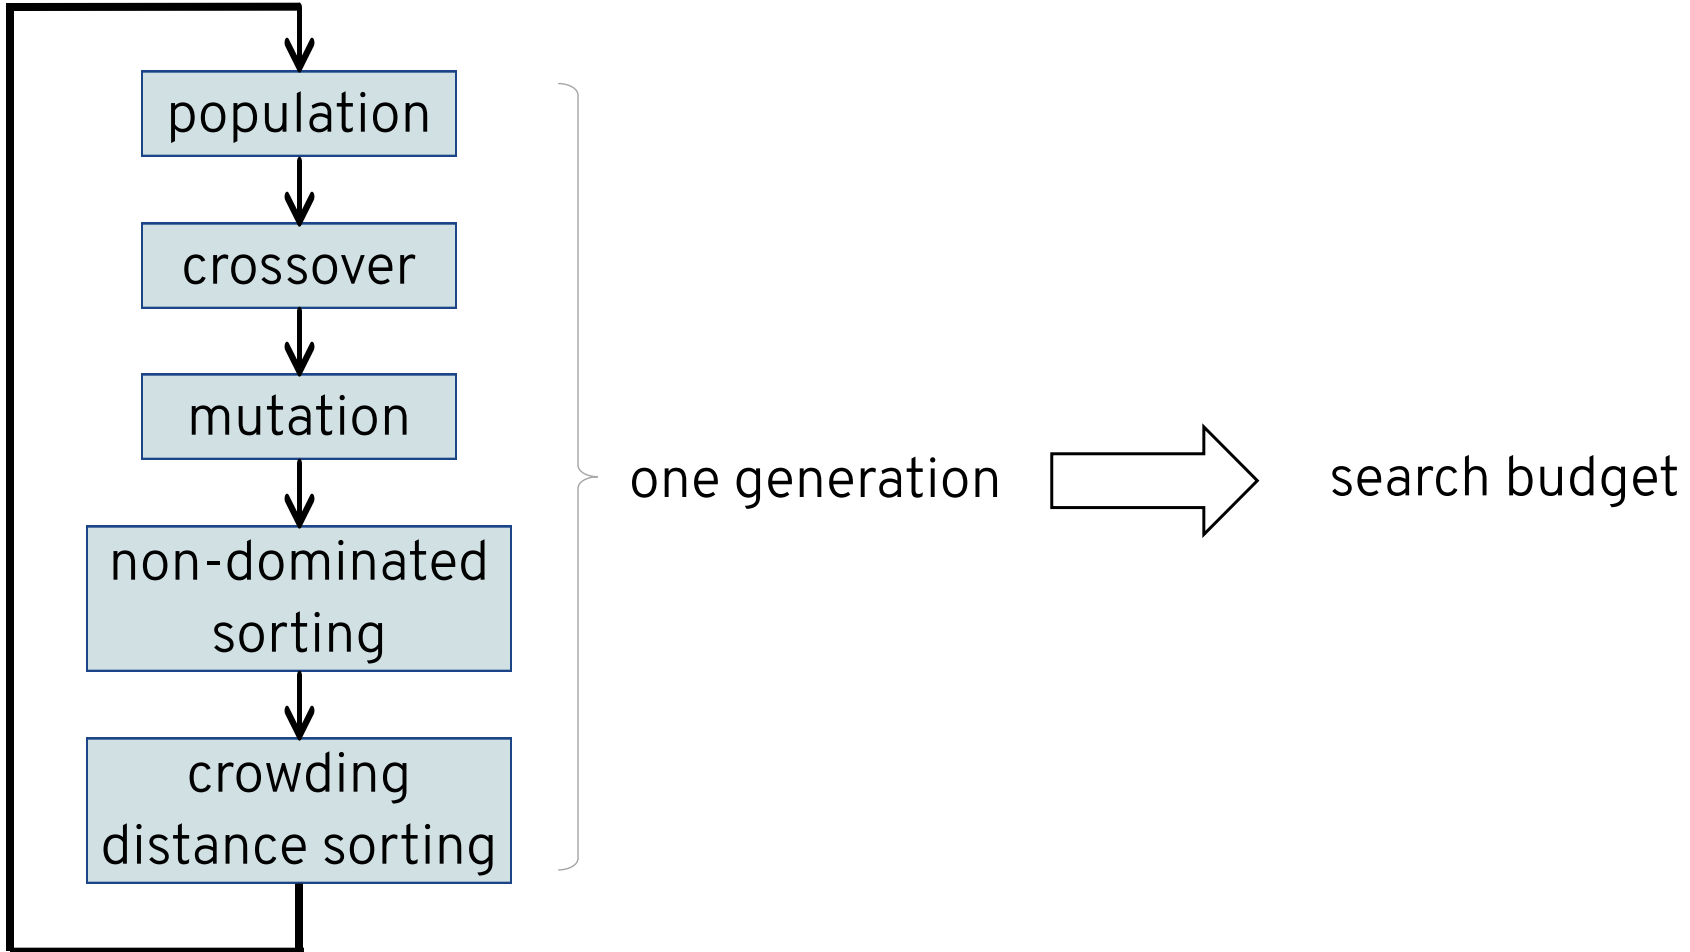 population
crossover
mutation
non-dominated
sorting
crowding
distance sorting
one generation
search budget